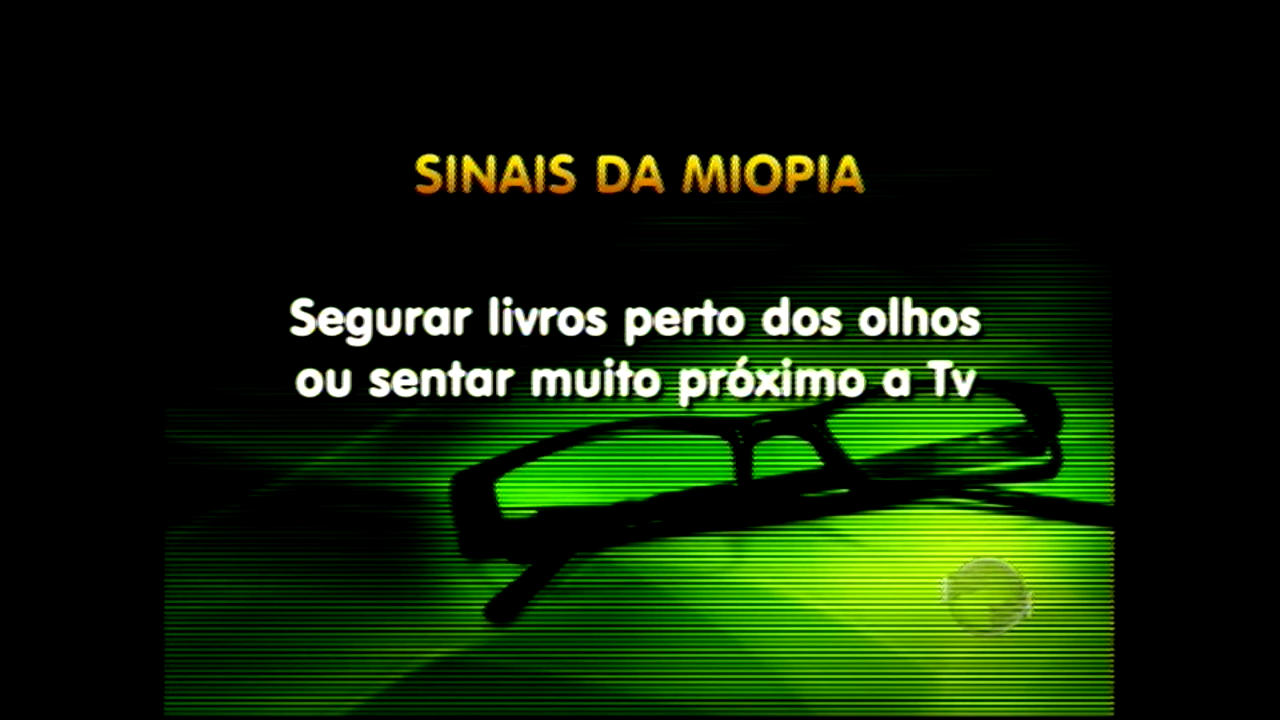 SINAIS DA MIOPIA
Segurar livros perto dos olhos
ou sentar muito próximo a Tv